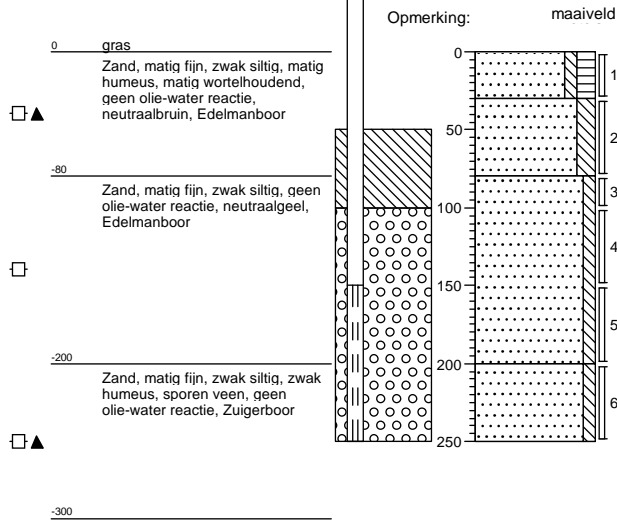 Opmerking:
maaiveld
0
gras
Zand, matig fijn, zwak siltig, matig
humeus, matig wortelhoudend,
geen olie-water reactie,
neutraalbruin, Edelmanboor
-80
Zand, matig fijn, zwak siltig, geen
olie-water reactie, neutraalgeel,
Edelmanboor
-200
Zand, matig fijn, zwak siltig, zwak
humeus, sporen veen, geen
olie-water reactie, Zuigerboor
-300
0
50
100
150
200
250
1
2
3
4
5
6